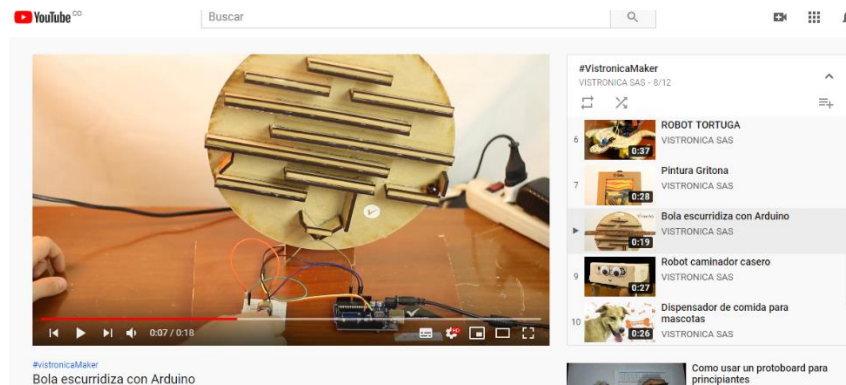 YouTube CO
Buscar
#VistronicaMaker
VISTRONICA SAS - 8/12
6
ROBOT TORTUGA
VISTRONICA SAS
0:37
7
Pintura Gritona
VISTRONICA SAS
0:28
Bola escurridiza con Arduino
VISTRONICA SAS
0:19
9
Robot caminador casero
VISTRONICA SAS
0:27
10
Dispensador de comida para
mascotas
VISTRONICA SAS
0:26
0:07 / 0:18
HD
#vistronicaMaker
Bola escurridiza con Arduino
Como usar un protoboard para
principiantes